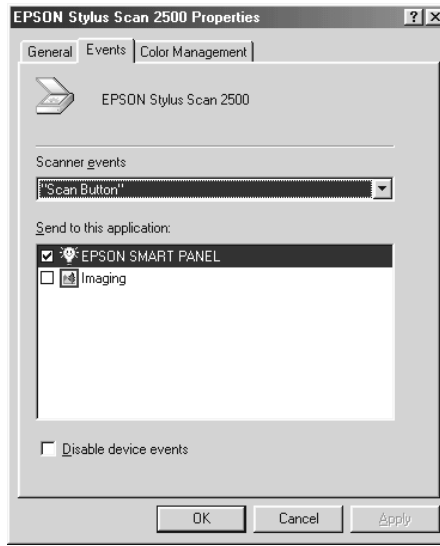 EPSON Stylus Scan 2500 Properties
General Events Color Management
EPSON Stylus Scan 2500
Scanner events
"Scan Button"
Send to this application:
EPSON SMART PANEL
Imaging
Disable device events
OK Cancel Apply